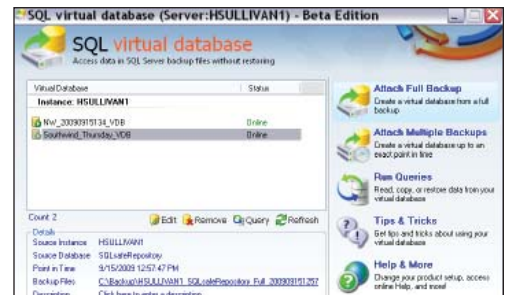 SQL virtual database (Server:HSULLIVAN1) - Beta Edition
SQL virtual database
Access data in SQL Server backup files without restoring
Virtual Database Status
Instance: HSULLIVAN1
NW_20090915134_VDB Online
Southwind_Thursday_VDB Online
Count: 2
Edit Remove Query Refresh
Details
Source Instance HSULLIVAN1
Source Database SQLsafeRepository
Point in Time 9/15/2009 12:57:47 PM
Backup Files C:\Backup\HSULLIVAN1_SQLsafeRepository_Full_200909151257
Description Click here to enter a description
Attach Full Backup
Create a virtual database from a full
backup
Attach Multiple Backups
Create a virtual database up to an
exact point in time
Run Queries
Read, copy, or restore data from your
virtual database
Tips & Tricks
Get tips and tricks about using your
virtual database
Help & More
Change your product setup, access
online Help, and more!